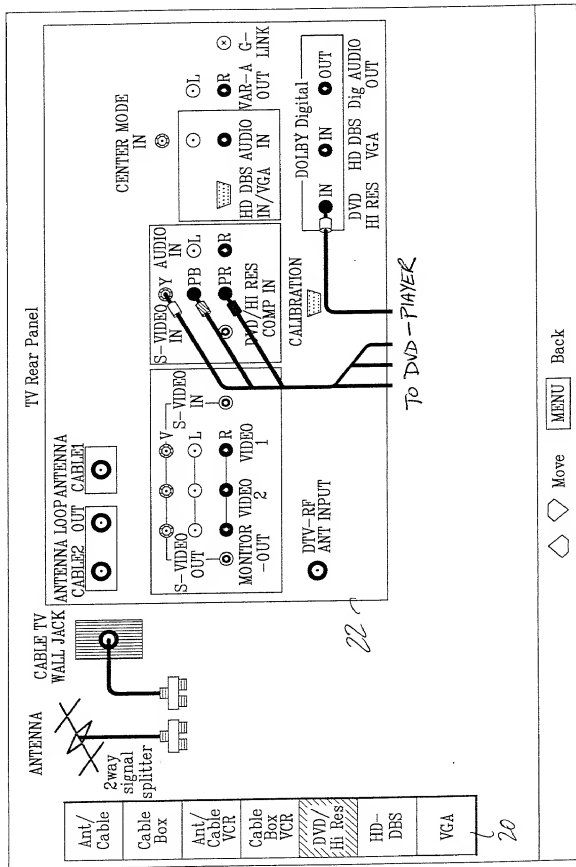 TV Rear Panel
ANTENNA
CABLE TV
WALL JACK
2way
signal
splitter
ANTENNA LOOP ANTENNA
CABLE2 OUT CABLE1
S-VIDEO
OUT
V
S-VIDEO
IN
L
R
MONITOR VIDEO VIDEO
-OUT 2 1
S-VIDEO Y AUDIO
IN IN
PB L
PR R
DVD/HI RES
COMP IN
CENTER MODE
IN
HD DBS AUDIO
IN/VGA IN
L
R
VAR-A G-
OUT LINK
DTV-RF
ANT INPUT
CALIBRATION
DOLBY Digital
IN IN OUT
DVD HD DBS Dig AUDIO
HI RES VGA OUT
TO DVD-PLAYER
22
Ant/
Cable
Cable
Box
Ant/
Cable
VCR
Cable
Box
VCR
DVD/
Hi Res
HD-
DBS
VGA
20
Move MENU Back